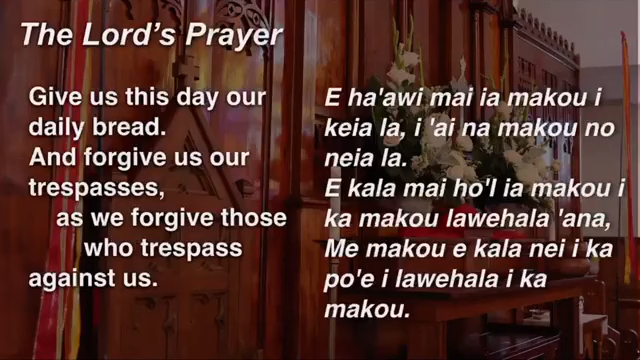 The Lord's Prayer
Give us this day our
daily bread.
And forgive us our
trespasses,
as we forgive those
who trespass
against us.
E ha'awi mai ia makou i
keia la, i 'ai na makou no
neia la.
E kala mai ho'I ia makou i
ka makou lawehala 'ana,
Me makou e kala nei i ka
po'e i lawehala i ka
makou.